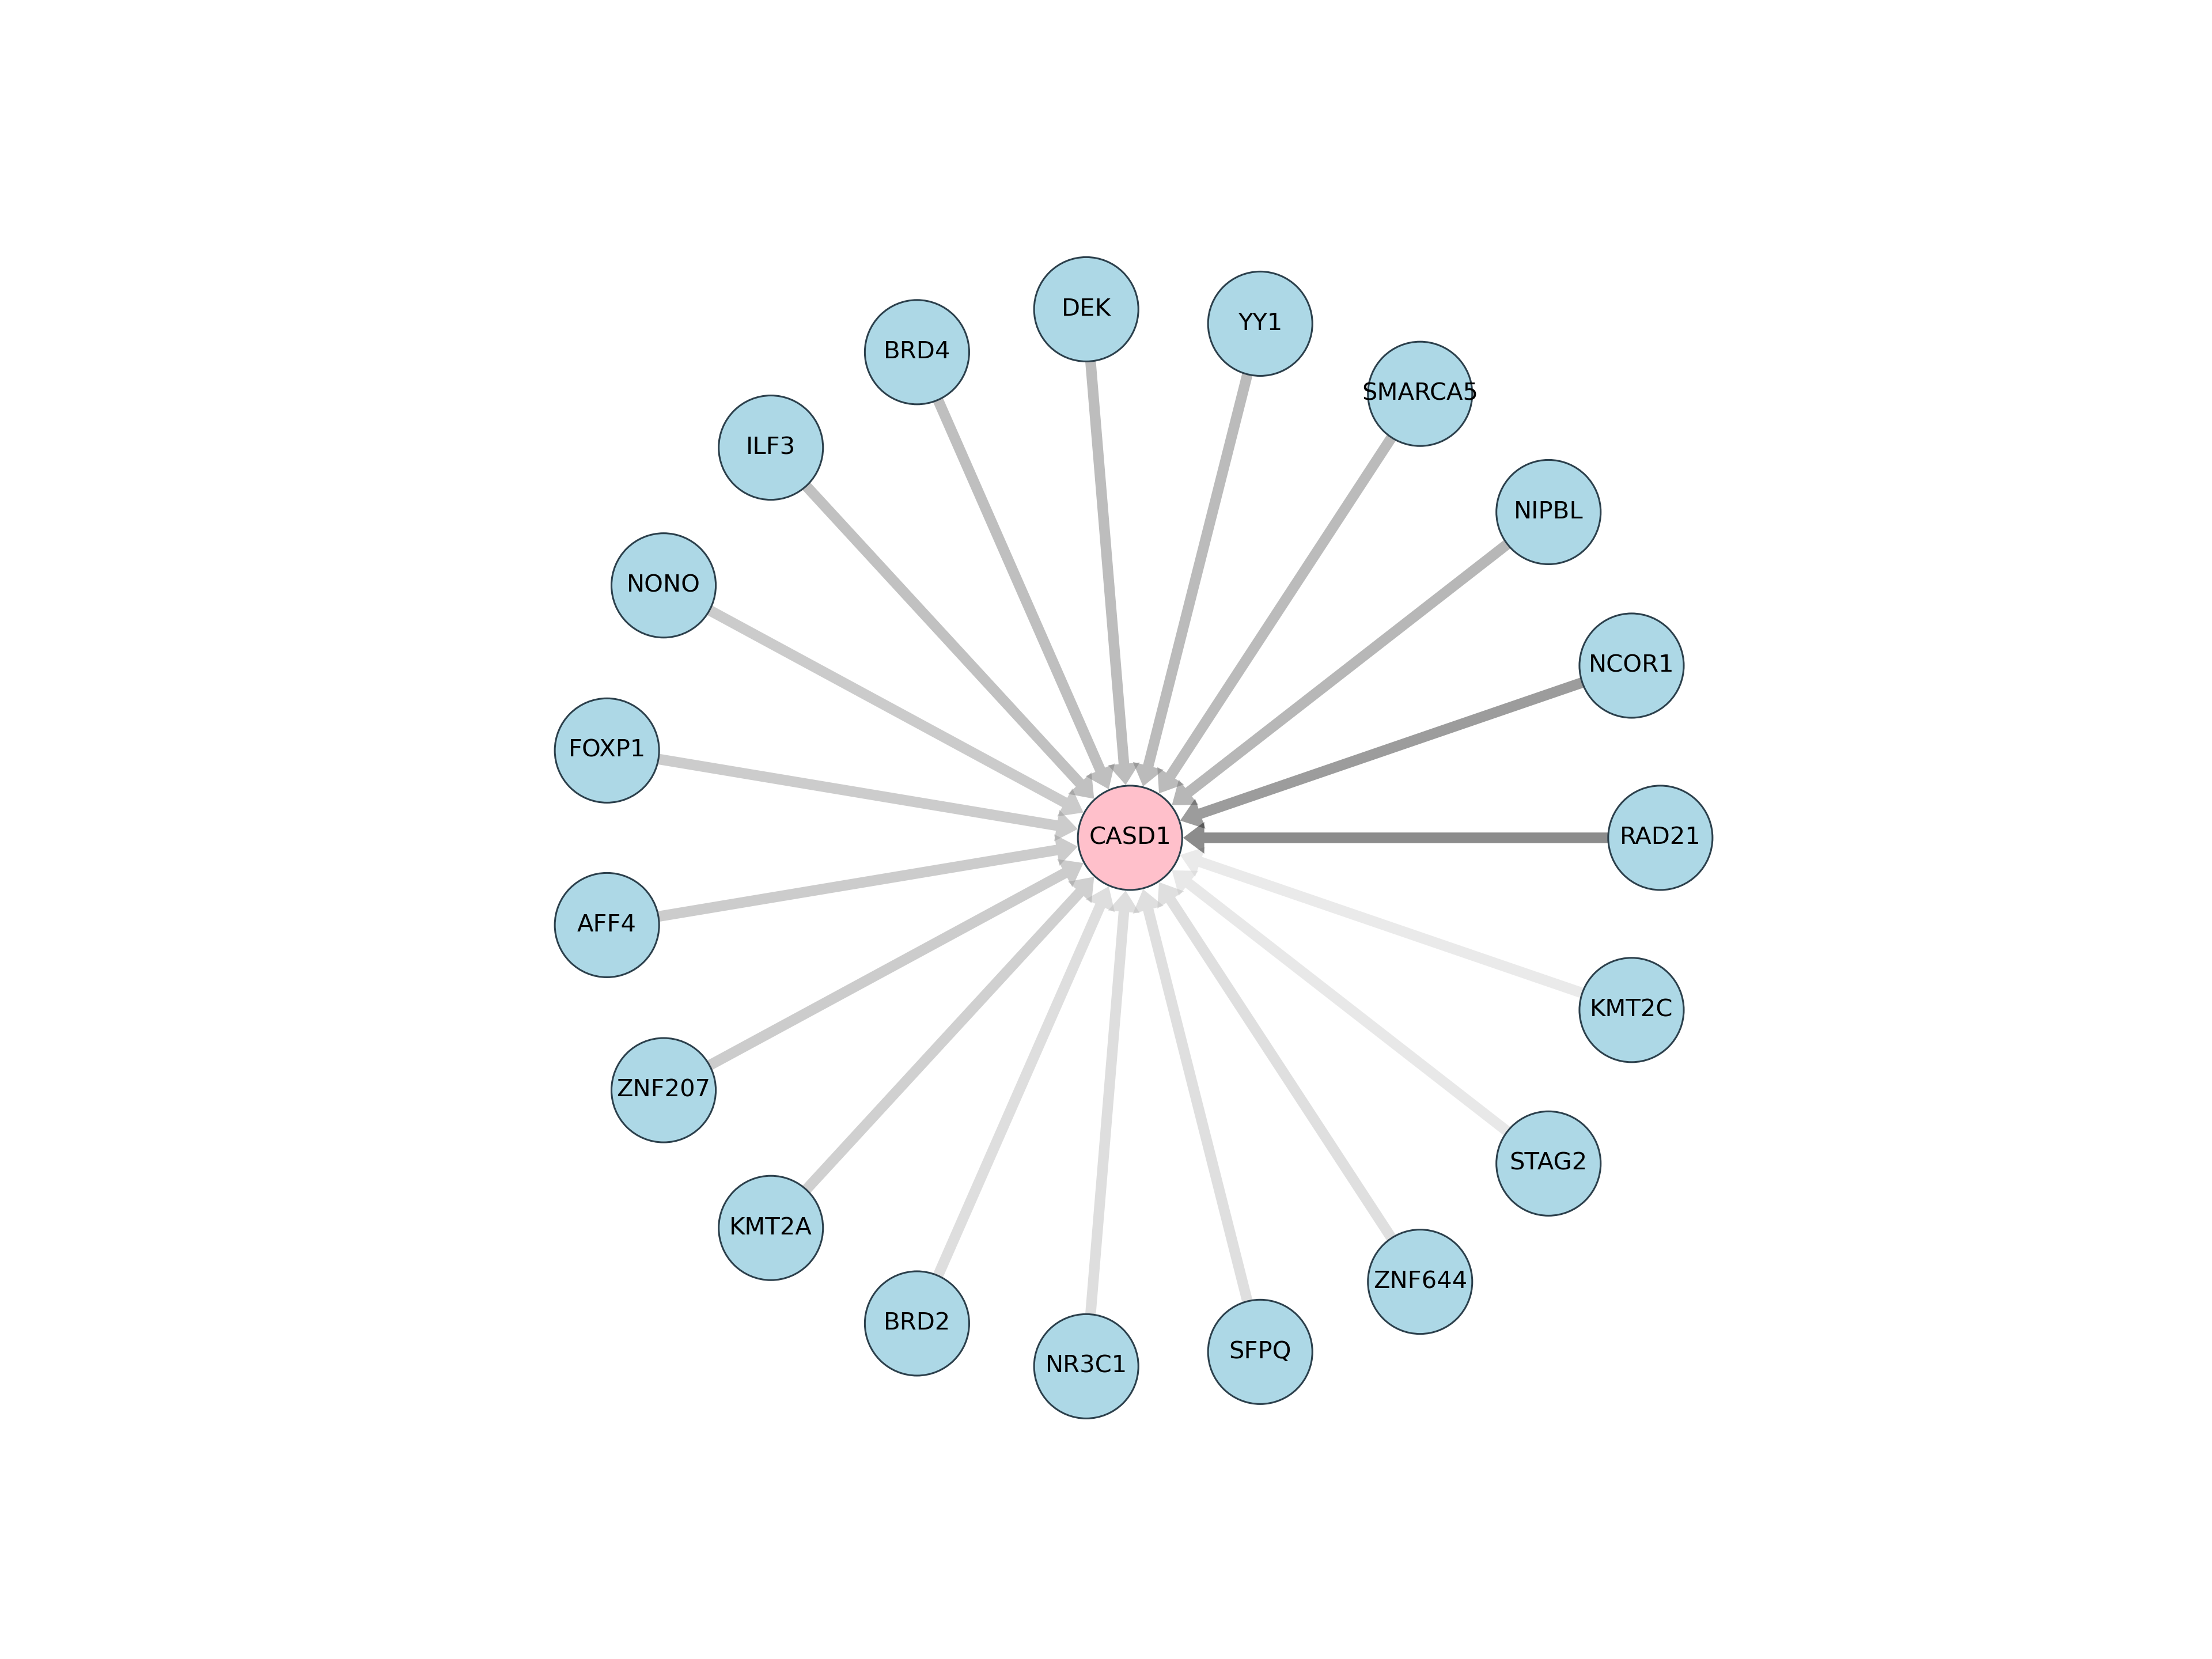 DEK
YY1
BRD4
SMARCA5
ILF3
NIPBL
NONO
NCOR1
FOXP1
CASD1
RAD21
AFF4
KMT2C
ZNF207
STAG2
KMT2A
ZNF644
BRD2
SFPQ
NR3C1